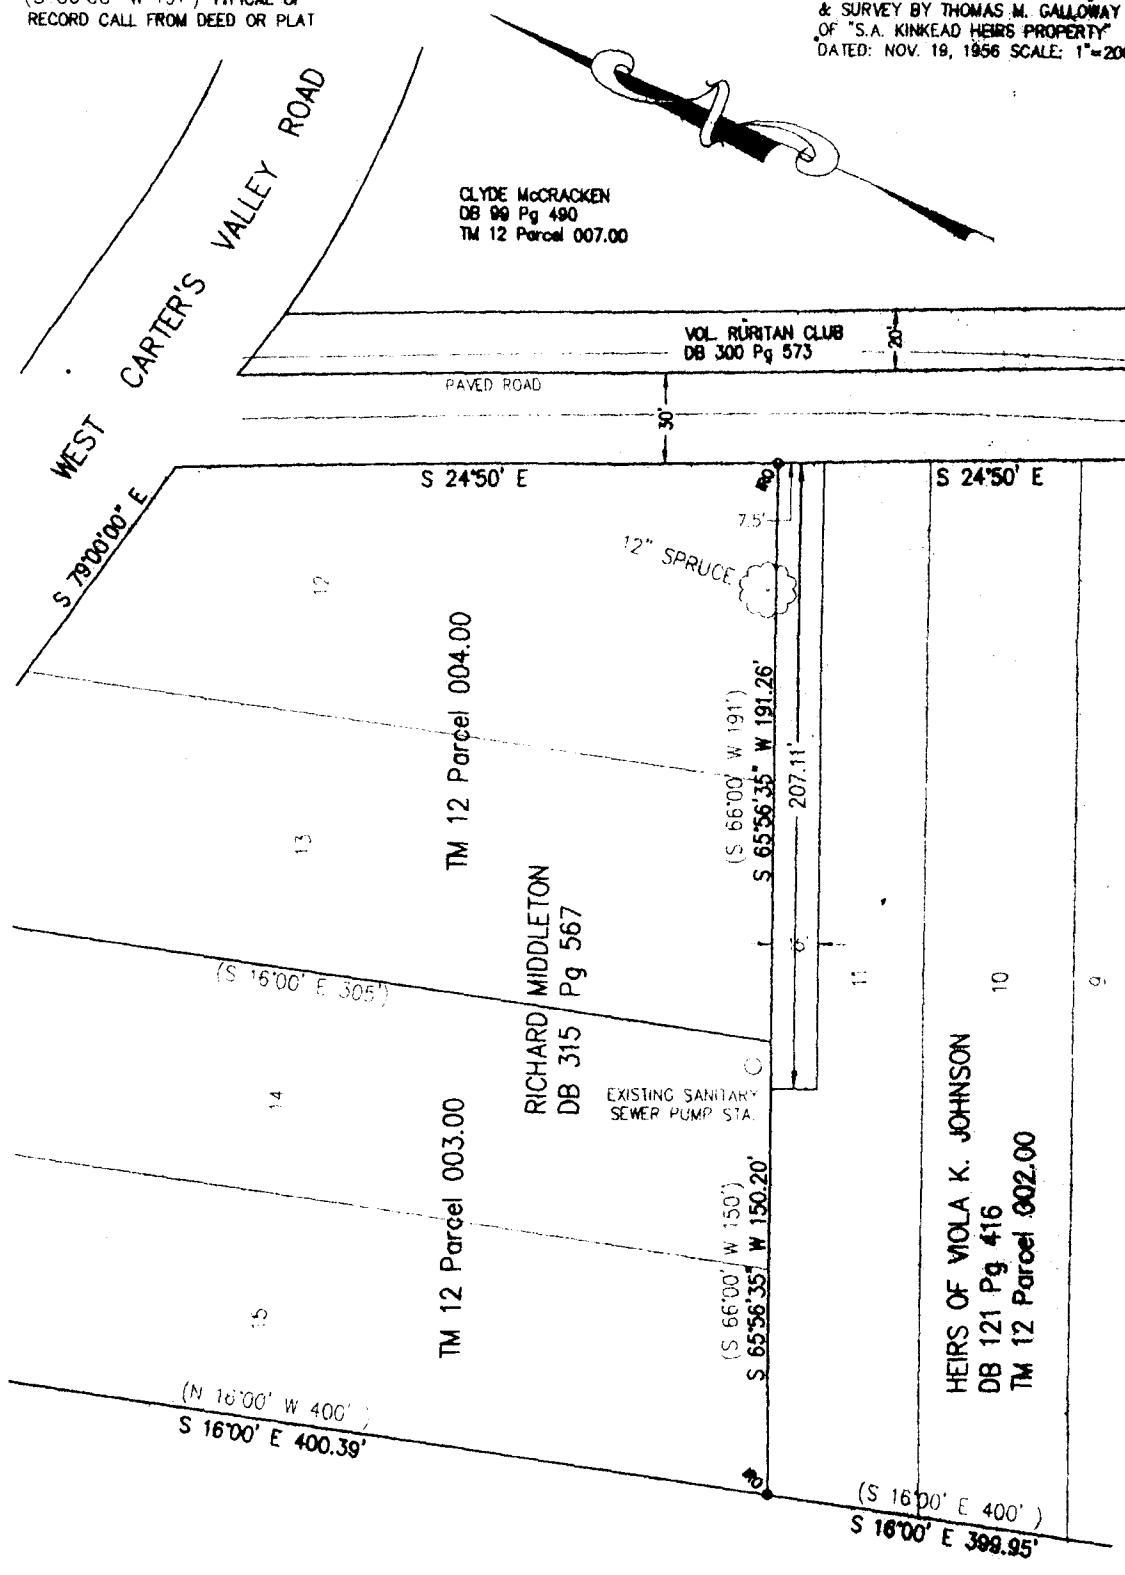 RECORD CALL FROM DEED OR PLAT
& SURVEY BY THOMAS M. GALLOWAY
OF "S.A. KINKEAD HEIRS PROPERTY"
DATED: NOV. 19, 1956 SCALE: 1"=200
WEST CARTER'S VALLEY ROAD
CLYDE McCRACKEN
DB 99 Pg 490
TM 12 Parcel 007.00
VOL. RURITAN CLUB
DB 300 Pg 573
20'
PAVED ROAD
30'
S 24°50' E
S 24°50' E
S 79°00'00" E
IRO
7.5'
12" SPRUCE
12
TM 12 Parcel 004.00
(S 66°00' W 191')
S 65°56'35" W 191.26'
207.11'
13
RICHARD MIDDLETON
DB 315 Pg 567
(S 16°00' E 305')
11
10
9
14
EXISTING SANITARY
SEWER PUMP STA.
TM 12 Parcel 003.00
(S 66°00' W 150')
S 65°56'35" W 150.20'
HEIRS OF VIOLA K. JOHNSON
DB 121 Pg 416
TM 12 Parcel 002.00
15
(N 16°00' W 400' )
S 16°00' E 400.39'
(S 16°00' E 400' )
S 16°00' E 399.95'